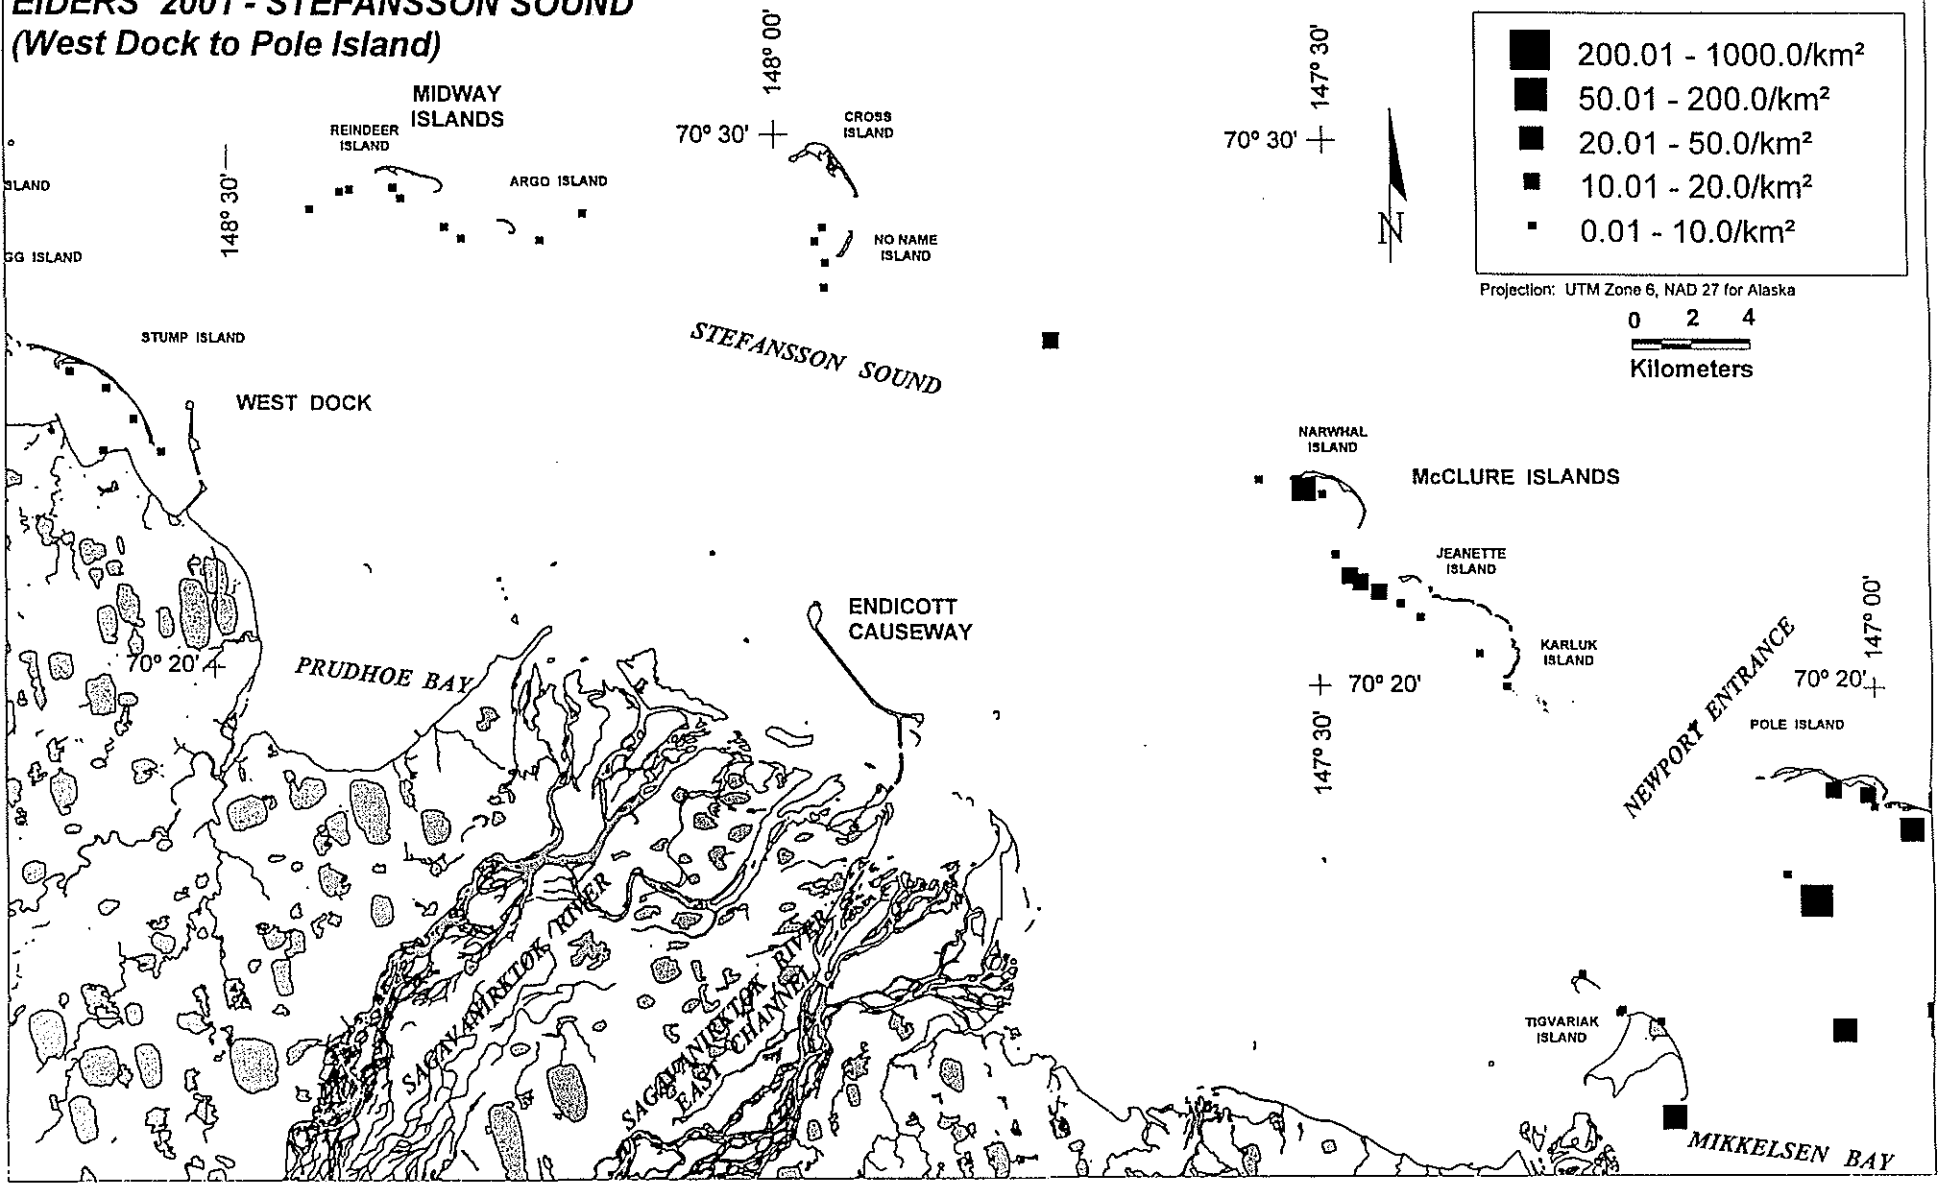 EIDERS 2001 - STEFANSSON SOUND
(West Dock to Pole Island)
148° 00'
147° 30'
200.01 - 1000.0/km²
50.01 - 200.0/km²
20.01 - 50.0/km²
10.01 - 20.0/km²
0.01 - 10.0/km²
Projection: UTM Zone 6, NAD 27 for Alaska
0 2 4
Kilometers
N
MIDWAY
ISLANDS
REINDEER
ISLAND
ARGO ISLAND
148° 30'
70° 30'
CROSS
ISLAND
70° 30'
NO NAME
ISLAND
ISLAND
GG ISLAND
STUMP ISLAND
WEST DOCK
STEFANSSON SOUND
NARWHAL
ISLAND
McCLURE ISLANDS
JEANETTE
ISLAND
KARLUK
ISLAND
ENDICOTT
CAUSEWAY
70° 20'
PRUDHOE BAY
70° 20'
147° 30'
NEWPORT ENTRANCE
147° 00'
70° 20'
POLE ISLAND
SAGAVANIRKTOK RIVER
SAGAVANIRKTOK RIVER
EAST CHANNEL
TIGVARIAK
ISLAND
MIKKELSEN BAY